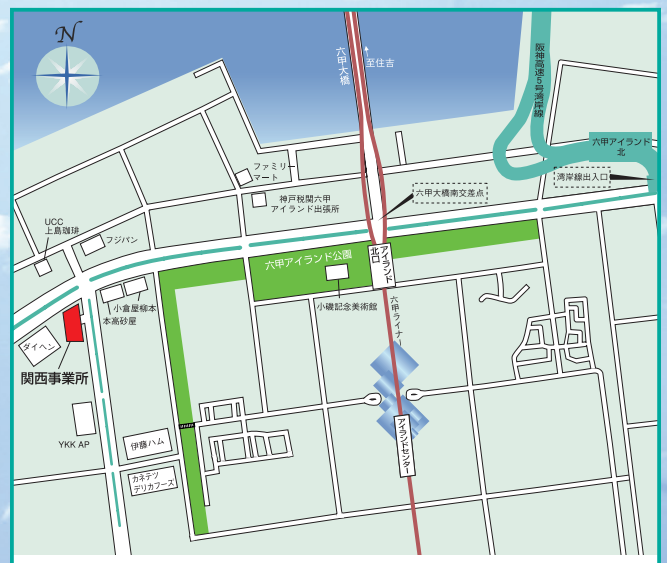 N
六甲大橋
至住吉
阪神高速5号湾岸線
六甲アイランド
北
湾岸線出入口
ファミリー
マート
神戸税関六甲
アイランド出張所
六甲大橋南交差点
UCC
上島珈琲
フジパン
六甲アイランド公園
アイランド
北口
小磯記念美術館
六甲ライナー
小倉屋柳本
本高砂屋
ダイヘン
関西事業所
YKK AP
伊藤ハム
カネテツ
デリカフーズ
アイランドセンター